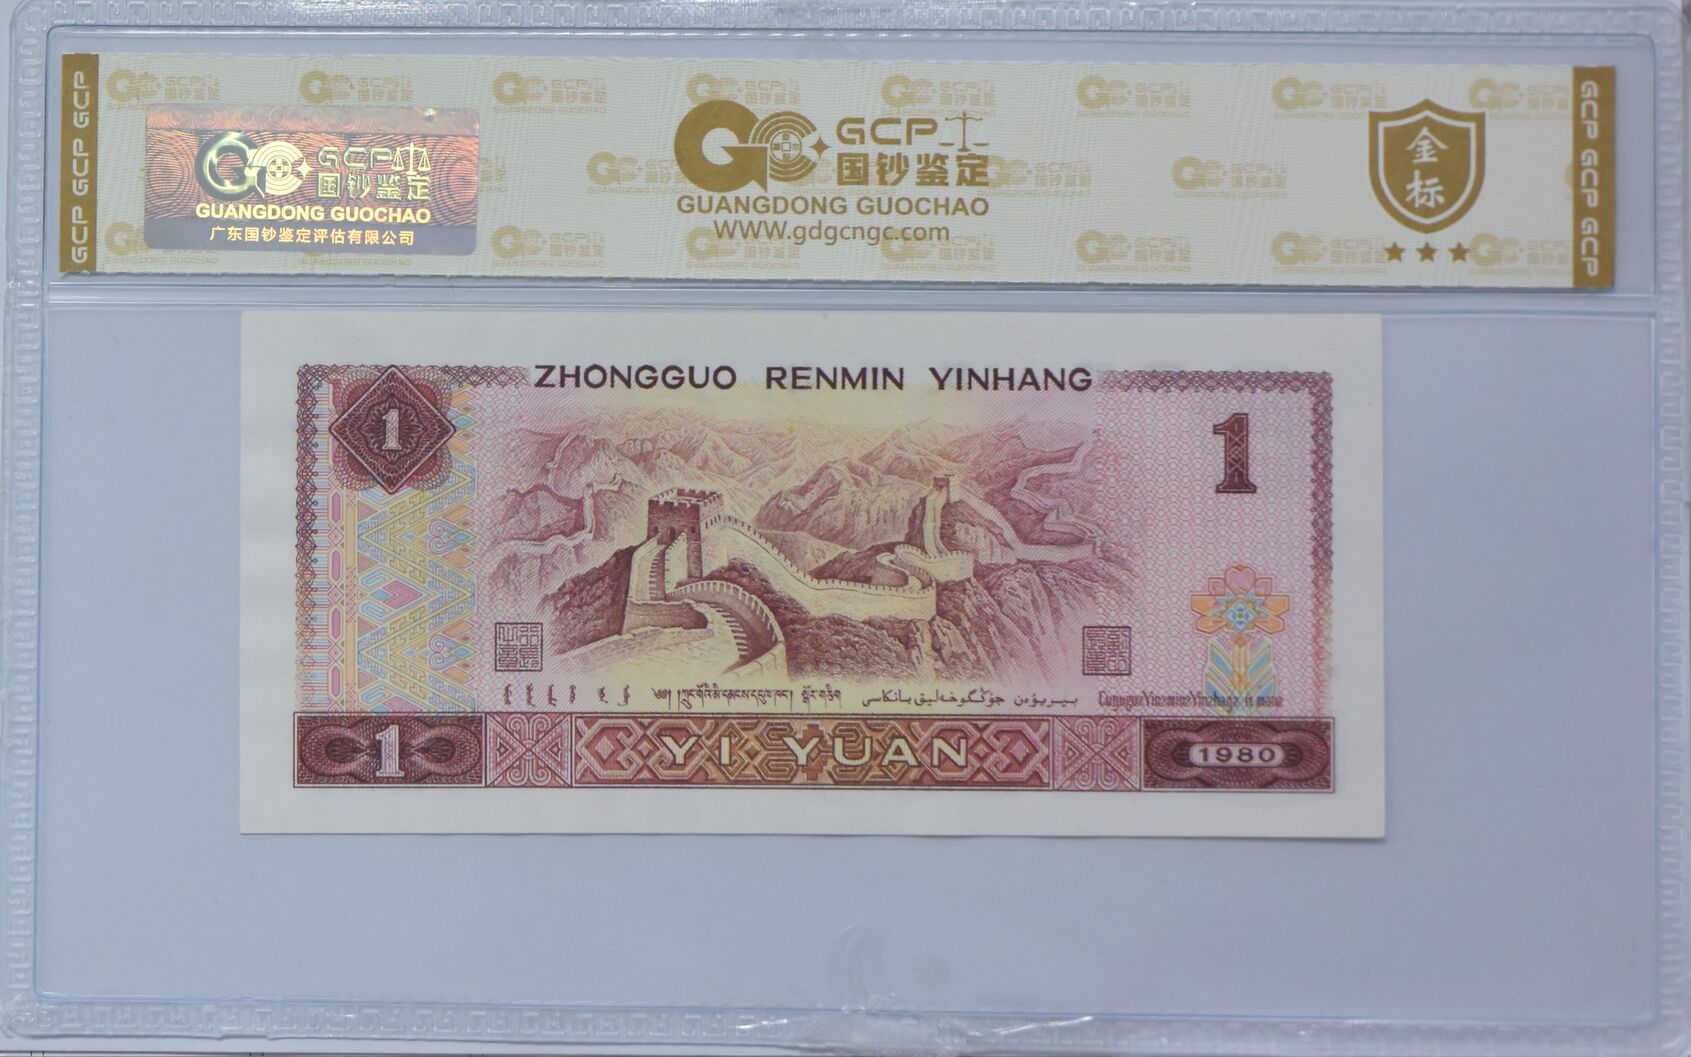 GCP GCP GCP
GCP
国钞鉴定
GUANGDONG GUOCHAO
广东国钞鉴定评估有限公司
GCP
国钞鉴定
GUANGDONG GUOCHAO
WWW.gdgcngc.com
金标
GCP GCP GCP
ZHONGGUO RENMIN YINHANG
1
1
1
YI YUAN
1980